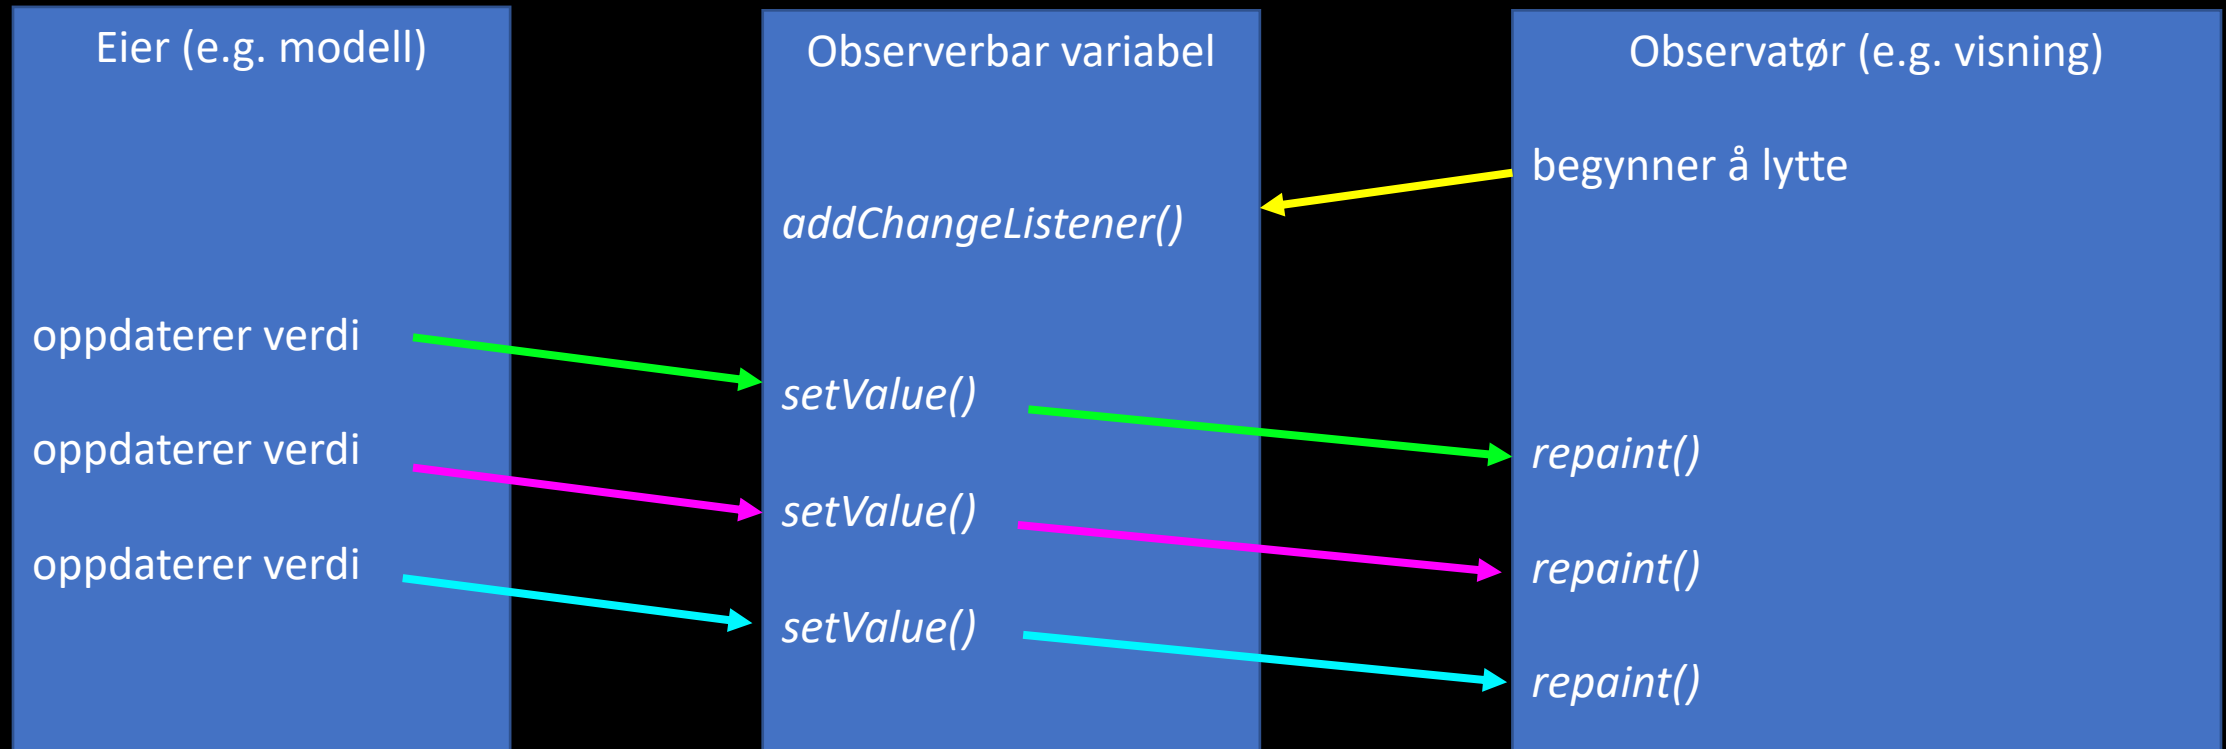 Eier (e.g. modell)
Observerbar variabel
Observatør (e.g. visning)
begynner å lytte
addChangeListener()
oppdaterer verdi
setValue()
repaint()
oppdaterer verdi
setValue()
repaint()
oppdaterer verdi
setValue()
repaint()